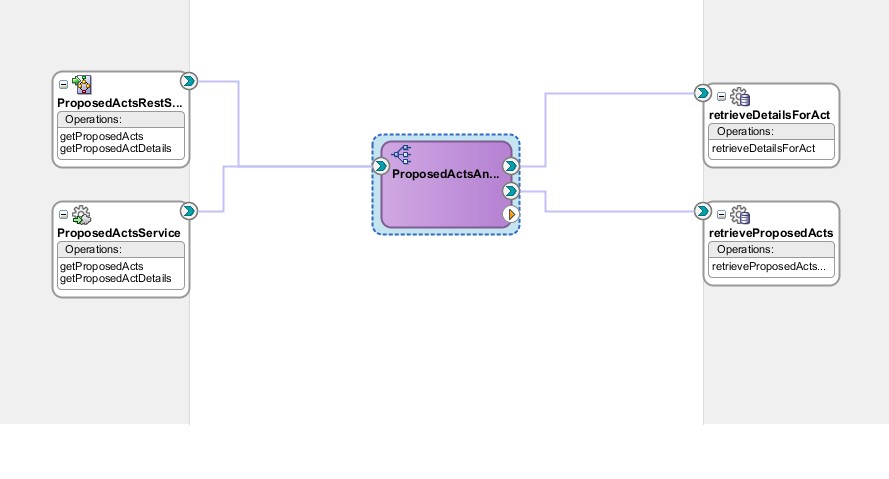 ProposedActsRestS...
Operations:
getProposedActs
getProposedActDetails
ProposedActsService
Operations:
getProposedActs
getProposedActDetails
ProposedActsAn...
retrieveDetailsForAct
Operations:
retrieveDetailsForAct
retrieveProposedActs
Operations:
retrieveProposedActs...